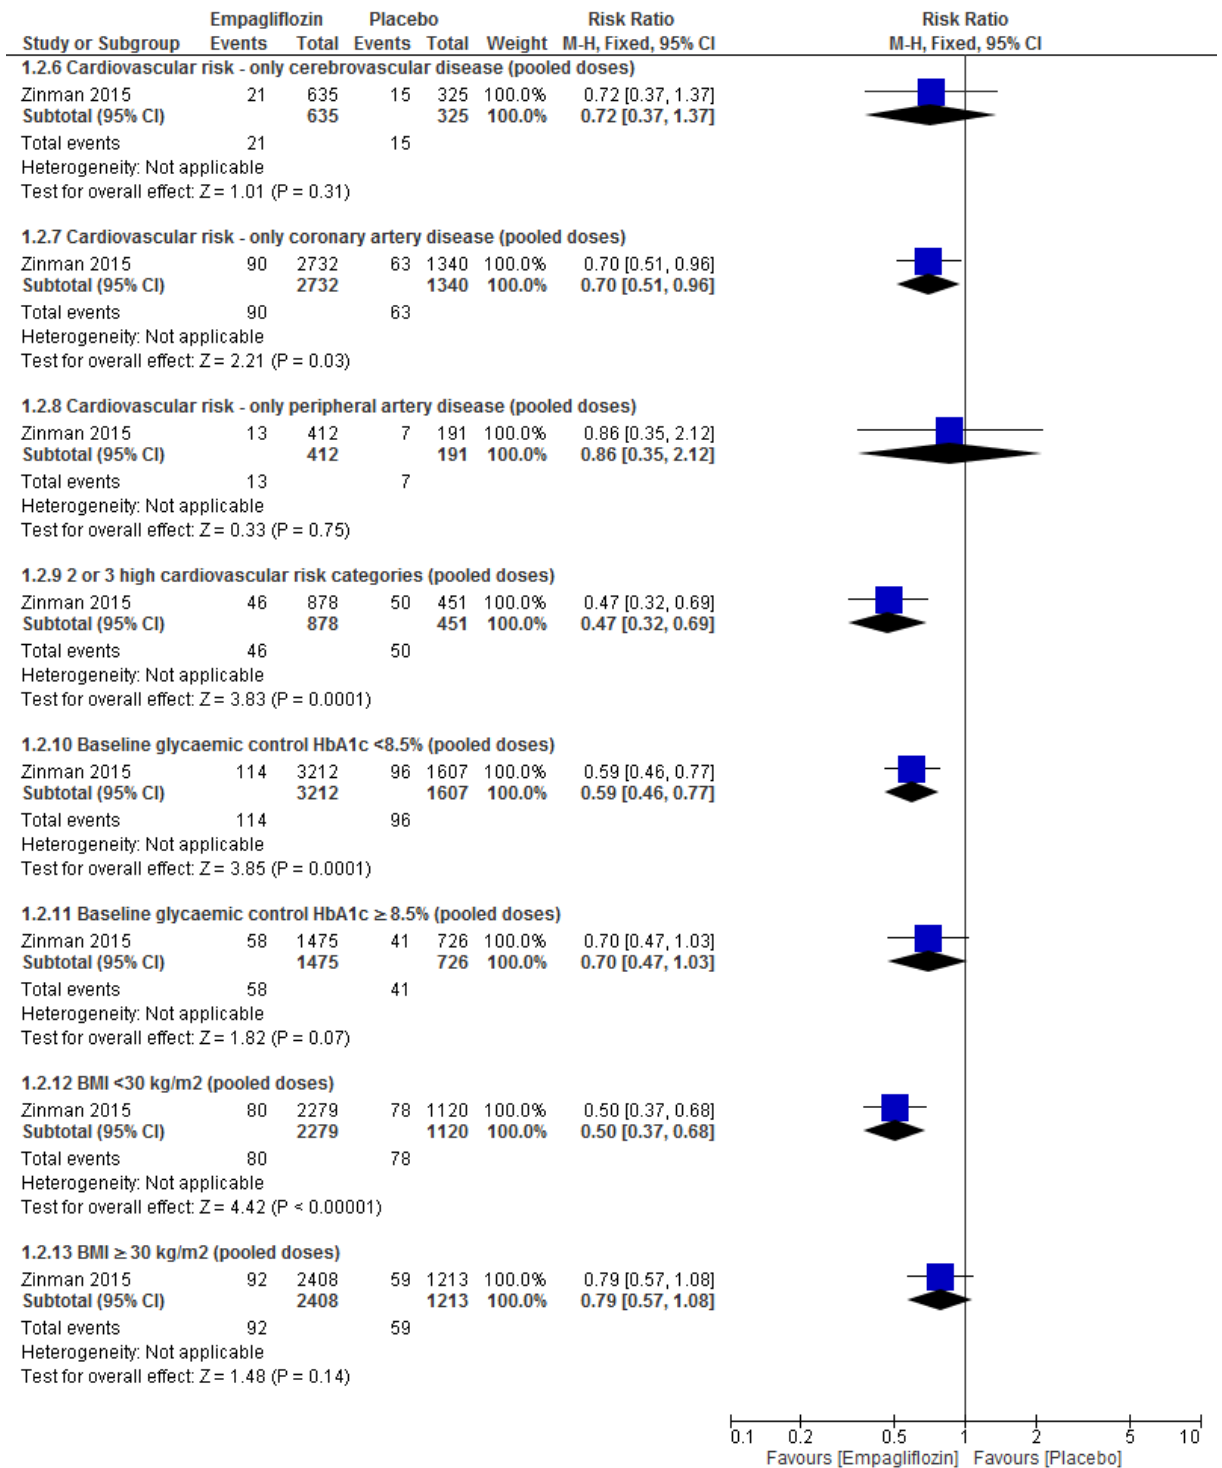 Empagliflozin Placebo Risk Ratio Risk Ratio
Study or Subgroup Events Total Events Total Weight M-H, Fixed, 95% CI M-H, Fixed, 95% CI
1.2.6 Cardiovascular risk - only cerebrovascular disease (pooled doses)
Zinman 2015 21 635 15 325 100.0% 0.72 [0.37, 1.37]
Subtotal (95% CI) 635 325 100.0% 0.72 [0.37, 1.37]
Total events 21 15
Heterogeneity: Not applicable
Test for overall effect: Z = 1.01 (P = 0.31)
1.2.7 Cardiovascular risk - only coronary artery disease (pooled doses)
Zinman 2015 90 2732 63 1340 100.0% 0.70 [0.51, 0.96]
Subtotal (95% CI) 2732 1340 100.0% 0.70 [0.51, 0.96]
Total events 90 63
Heterogeneity: Not applicable
Test for overall effect: Z = 2.21 (P = 0.03)
1.2.8 Cardiovascular risk - only peripheral artery disease (pooled doses)
Zinman 2015 13 412 7 191 100.0% 0.86 [0.35, 2.12]
Subtotal (95% CI) 412 191 100.0% 0.86 [0.35, 2.12]
Total events 13 7
Heterogeneity: Not applicable
Test for overall effect: Z = 0.33 (P = 0.75)
1.2.9 2 or 3 high cardiovascular risk categories (pooled doses)
Zinman 2015 46 878 50 451 100.0% 0.47 [0.32, 0.69]
Subtotal (95% CI) 878 451 100.0% 0.47 [0.32, 0.69]
Total events 46 50
Heterogeneity: Not applicable
Test for overall effect: Z = 3.83 (P = 0.0001)
1.2.10 Baseline glycaemic control HbA1c <8.5% (pooled doses)
Zinman 2015 114 3212 96 1607 100.0% 0.59 [0.46, 0.77]
Subtotal (95% CI) 3212 1607 100.0% 0.59 [0.46, 0.77]
Total events 114 96
Heterogeneity: Not applicable
Test for overall effect: Z = 3.85 (P = 0.0001)
1.2.11 Baseline glycaemic control HbA1c ≥ 8.5% (pooled doses)
Zinman 2015 58 1475 41 726 100.0% 0.70 [0.47, 1.03]
Subtotal (95% CI) 1475 726 100.0% 0.70 [0.47, 1.03]
Total events 58 41
Heterogeneity: Not applicable
Test for overall effect: Z = 1.82 (P = 0.07)
1.2.12 BMI <30 kg/m2 (pooled doses)
Zinman 2015 80 2279 78 1120 100.0% 0.50 [0.37, 0.68]
Subtotal (95% CI) 2279 1120 100.0% 0.50 [0.37, 0.68]
Total events 80 78
Heterogeneity: Not applicable
Test for overall effect: Z = 4.42 (P < 0.00001)
1.2.13 BMI ≥ 30 kg/m2 (pooled doses)
Zinman 2015 92 2408 59 1213 100.0% 0.79 [0.57, 1.08]
Subtotal (95% CI) 2408 1213 100.0% 0.79 [0.57, 1.08]
Total events 92 59
Heterogeneity: Not applicable
Test for overall effect: Z = 1.48 (P = 0.14)
0.1 0.2 0.5 1 2 5 10
Favours [Empagliflozin] Favours [Placebo]